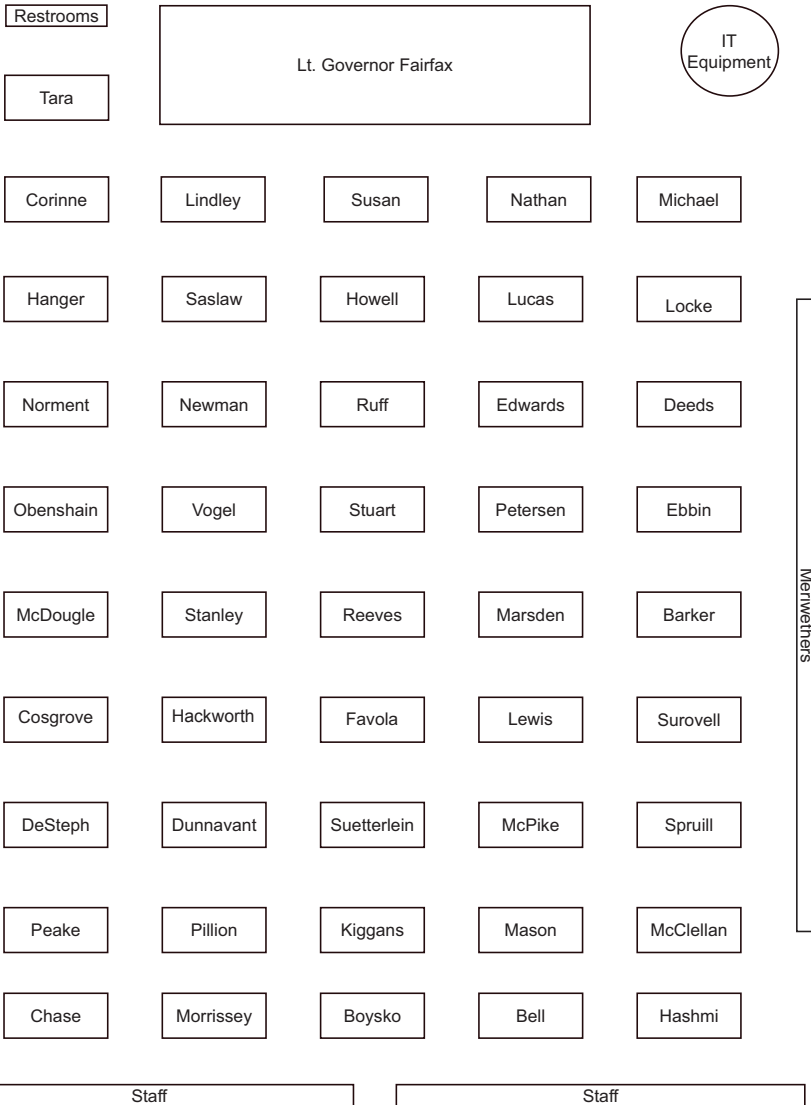 Restrooms
Lt. Governor Fairfax
IT
Equipment
Tara
Corinne
Lindley
Susan
Nathan
Michael
Hanger
Saslaw
Howell
Lucas
Locke
Norment
Newman
Ruff
Edwards
Deeds
Obenshain
Vogel
Stuart
Petersen
Ebbin
McDougle
Stanley
Reeves
Marsden
Barker
Meriwethers
Cosgrove
Hackworth
Favola
Lewis
Surovell
DeSteph
Dunnavant
Suetterlein
McPike
Spruill
Peake
Pillion
Kiggans
Mason
McClellan
Chase
Morrissey
Boysko
Bell
Hashmi
Staff
Staff